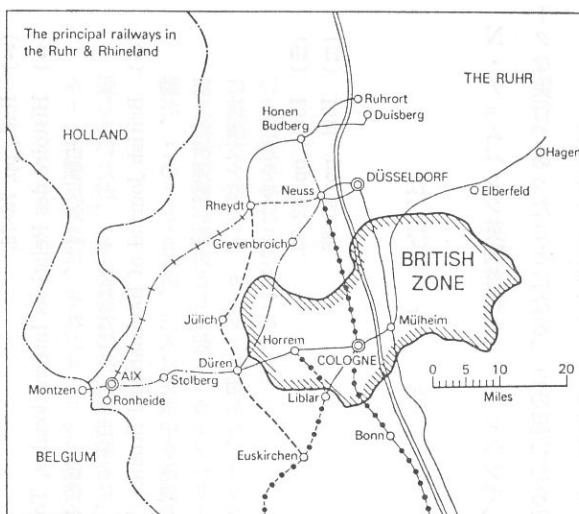 The principal railways in
the Ruhr & Rhineland
THE RUHR
Ruhrort
Duisberg
Honen
Budberg
HOLLAND
Hagen
DÜSSELDORF
Neuss
Elberfeld
Rheydt
Grevenbroich
BRITISH
ZONE
Jülich
Horrem
Mülheim
COLOGNE
AIX
Düren
Stolberg
Montzen
Ronheide
Liblar
0 10 20
Miles
BELGIUM
Bonn
Euskirchen